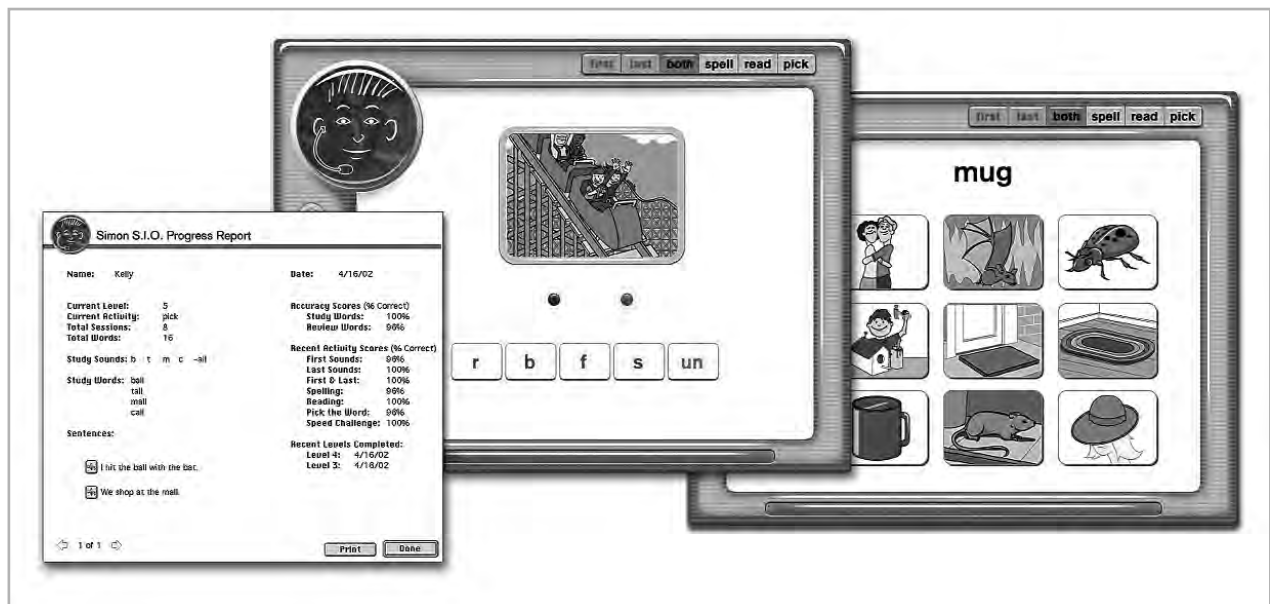 first last both spell read pick
r b f s un
first last both spell read pick
mug
Simon S.I.O. Progress Report
Name: Kelly
Date: 4/16/02
Current Level: 5
Current Activity: pick
Total Sessions: 8
Total Words: 16
Study Sounds: b t m c -all
Study Words: ball
tall
mall
call
Sentences:
I hit the ball with the bat.
We shop at the mall.
Accuracy Scores (% Correct)
Study Words: 100%
Review Words: 96%
Recent Activity Scores (% Correct)
First Sounds: 96%
Last Sounds: 100%
First & Last: 100%
Spelling: 96%
Reading: 100%
Pick the Word: 96%
Speed Challenge: 100%
Recent Levels Completed:
Level 4: 4/16/02
Level 3: 4/16/02
1 of 1
Print Done